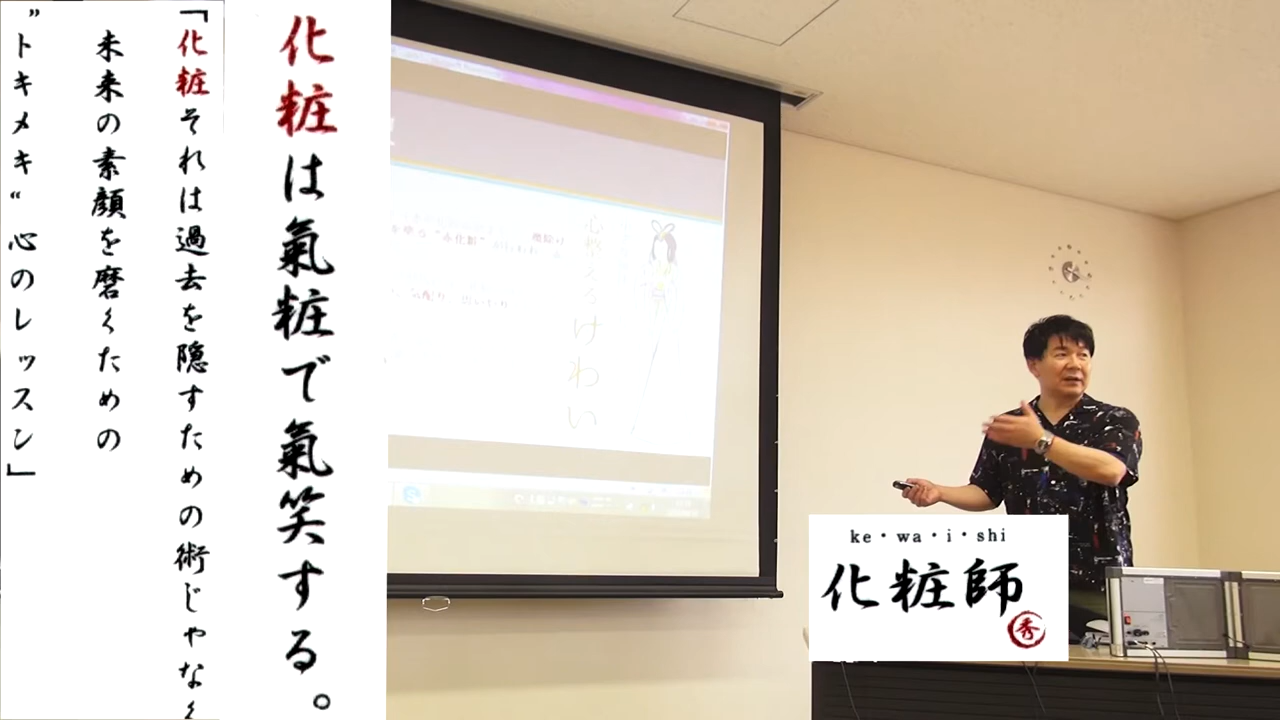 化粧は氣粧で氣笑する。
「化粧それは過去を隠すための術じゃなく
未来の素顔を磨くための
”トキメキ“心のレッスン」
心整えるけわい
ke・wa・i・shi
化粧師
秀